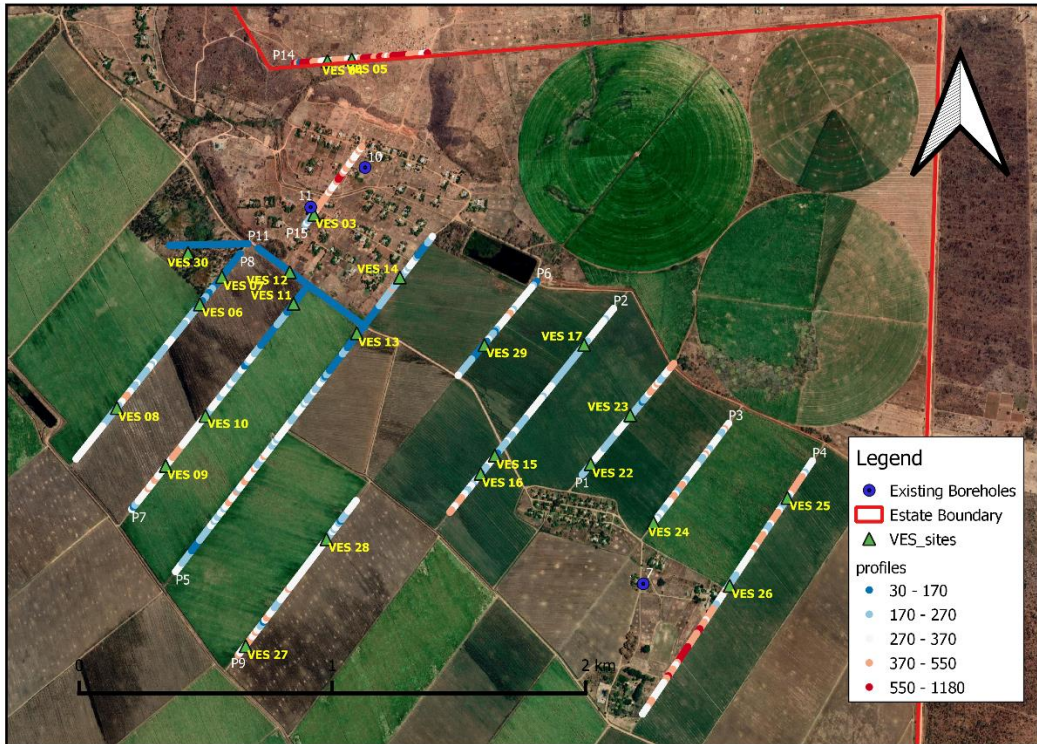 P14
VES 04
VES 05
10
11
VES 03
P15
P11
P8
VES 30
VES 12
VES 07
VES 14
VES 11
VES 06
VES 13
P6
P2
VES 17
VES 29
VES 08
VES 10
VES 23
P3
VES 09
VES 15
VES 22
P4
VES 16
P1
VES 25
P7
VES 24
VES 28
P5
7
VES 26
VES 27
P9
0
1
2 km
Legend
Existing Boreholes
Estate Boundary
VES_sites
profiles
30 - 170
170 - 270
270 - 370
370 - 550
550 - 1180